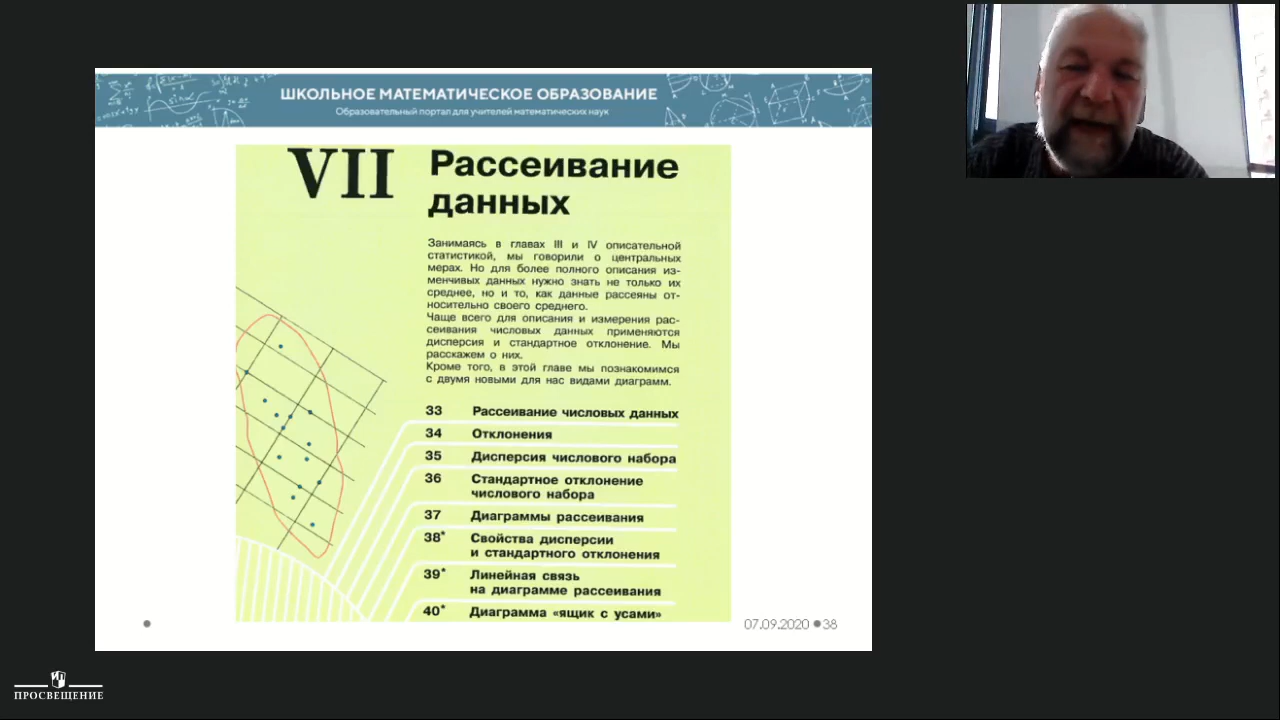 ШКОЛЬНОЕ МАТЕМАТИЧЕСКОЕ ОБРАЗОВАНИЕ
Образовательный портал для учителей математических наук
VII
Рассеивание
данных
Занимаясь в главах III и IV описательной
статистикой, мы говорили о центральных
мерах. Но для более полного описания из-
менчивых данных нужно знать не только их
среднее, но и то, как данные рассеяны от-
носительно своего среднего.
Чаще всего для описания и измерения рас-
сеивания числовых данных применяются
дисперсия и стандартное отклонение. Мы
расскажем о них.
Кроме того, в этой главе мы познакомимся
с двумя новыми для нас видами диаграмм.
33 Рассеивание числовых данных
34 Отклонения
35 Дисперсия числового набора
36 Стандартное отклонение
числового набора
37 Диаграммы рассеивания
38* Свойства дисперсии
и стандартного отклонения
39* Линейная связь
на диаграмме рассеивания
40* Диаграмма «ящик с усами»
07.09.2020 38
ПРОСВЕЩЕНИЕ